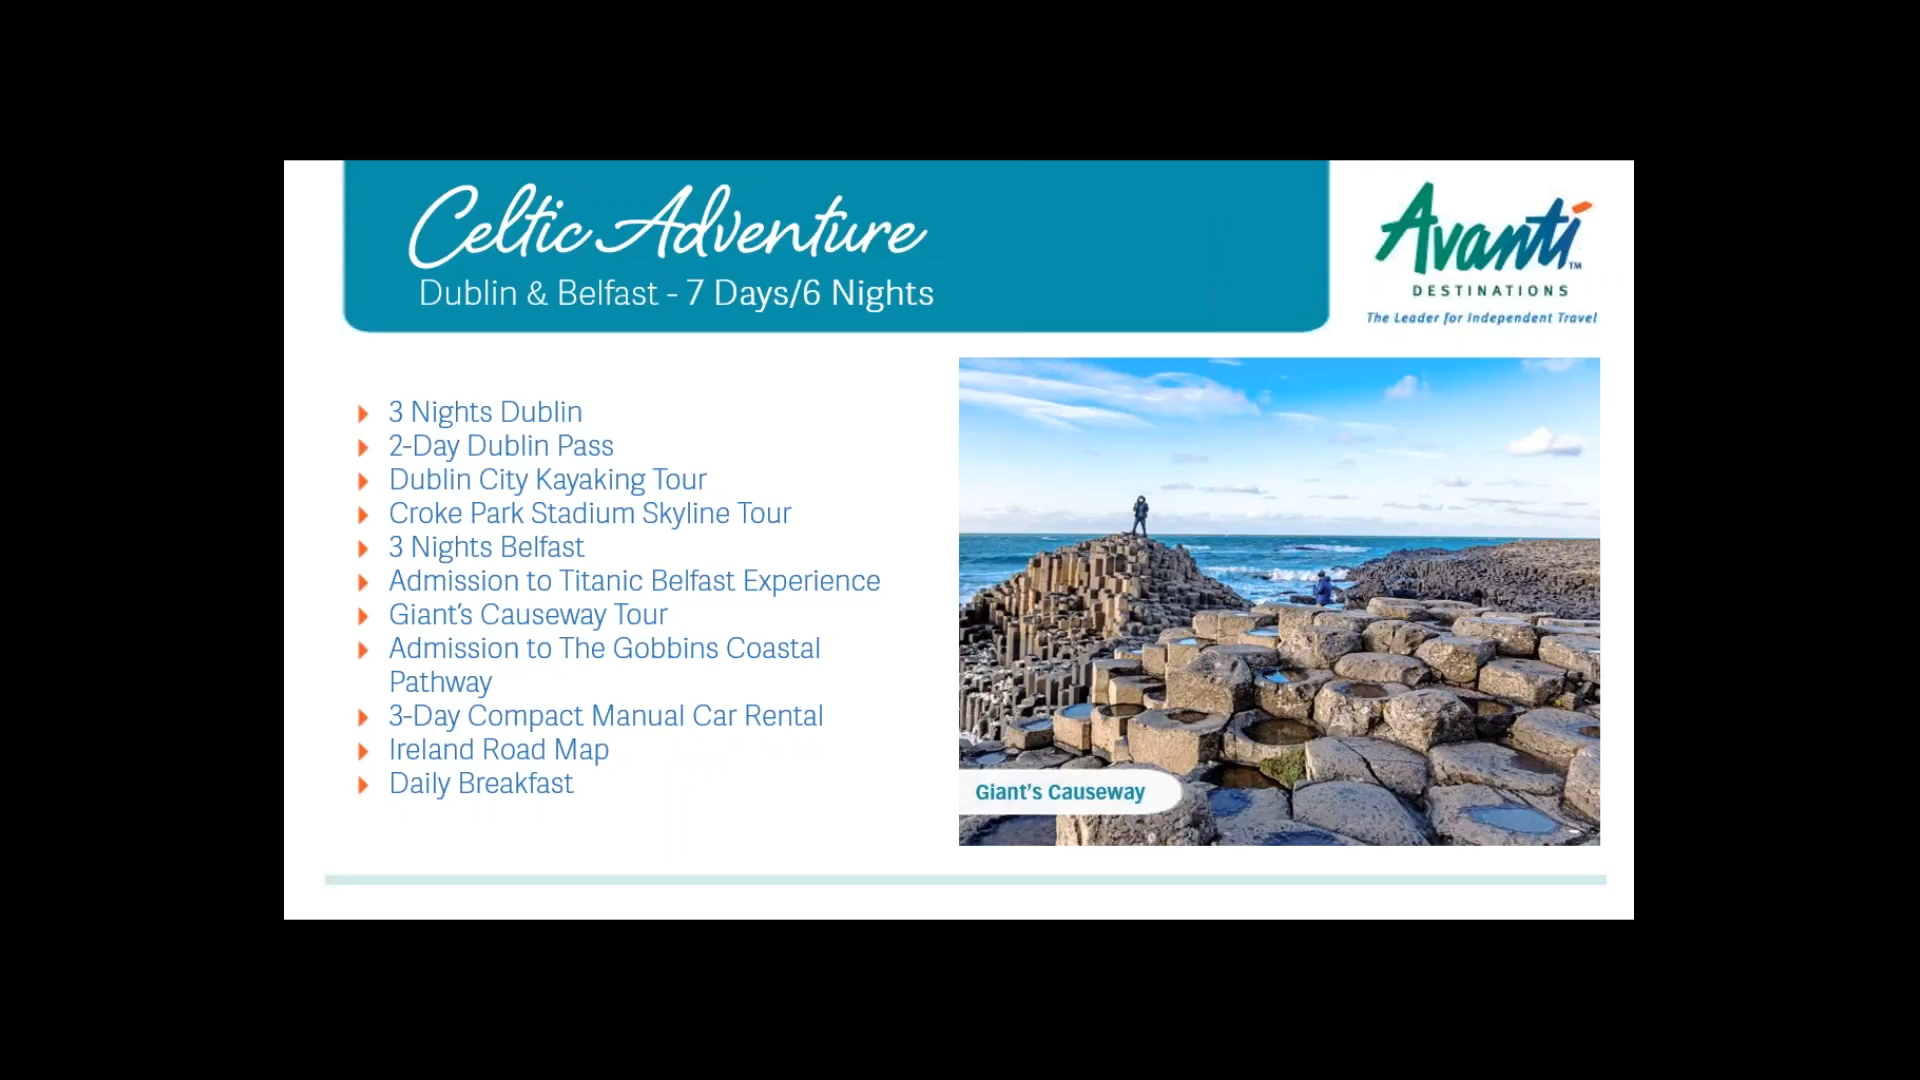 Celtic Adventure
Dublin & Belfast - 7 Days/6 Nights
Avanti™
DESTINATIONS
The Leader for Independent Travel
3 Nights Dublin
2-Day Dublin Pass
Dublin City Kayaking Tour
Croke Park Stadium Skyline Tour
3 Nights Belfast
Admission to Titanic Belfast Experience
Giant's Causeway Tour
Admission to The Gobbins Coastal
Pathway
3-Day Compact Manual Car Rental
Ireland Road Map
Daily Breakfast
Giant's Causeway